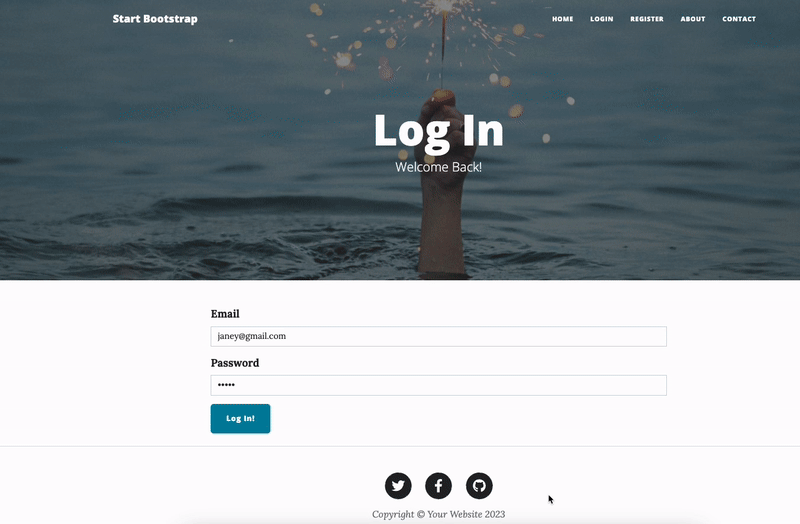 Start Bootstrap
HOME LOGIN REGISTER ABOUT CONTACT
Log In
Welcome Back!
Email
janey@gmail.com
Password
•••••
Log In!
Copyright © Your Website 2023